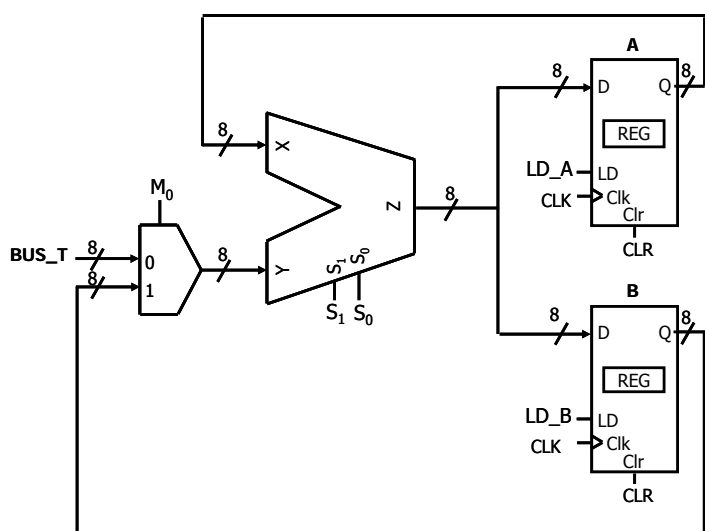 A
8
8
D
Q
REG
8
X
LD_A
LD
M₀
8
Z
CLK
Clk
Clr
BUS_T
8
0
8
CLR
8
1
Y
S₁
S₀
B
S₁
S₀
8
8
D
Q
REG
LD_B
LD
CLK
Clk
Clr
CLR